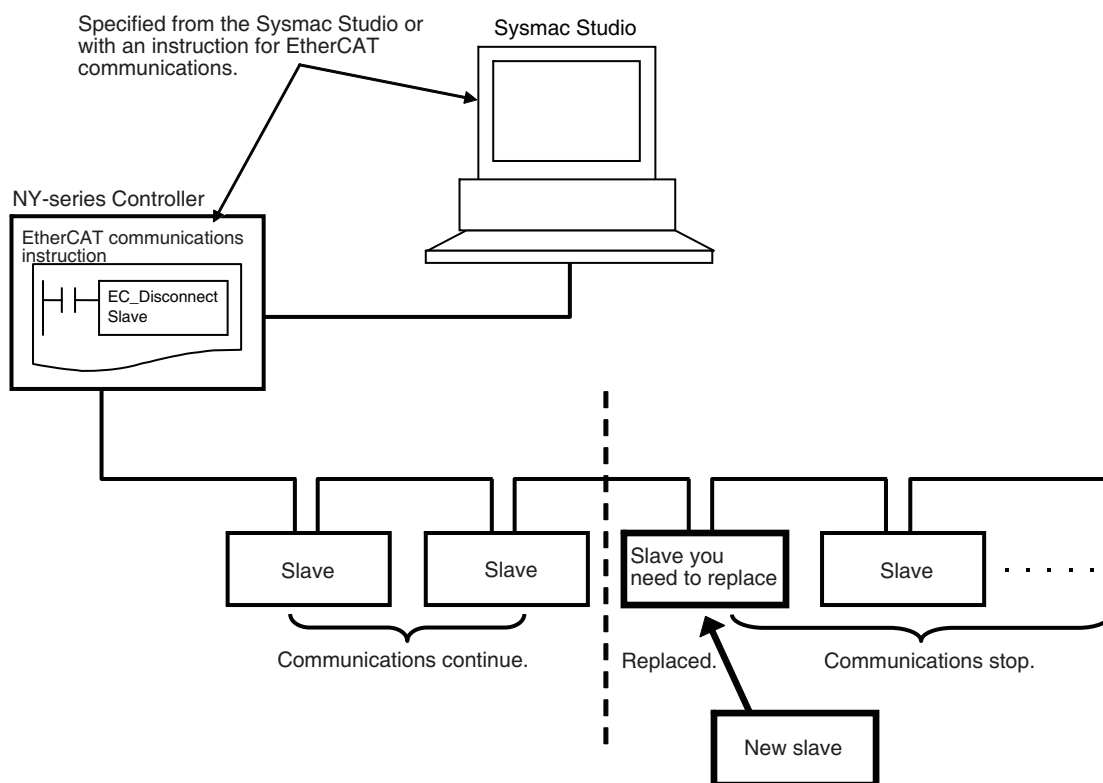 Specified from the Sysmac Studio or
with an instruction for EtherCAT
communications.
Sysmac Studio
NY-series Controller
EtherCAT communications
instruction
EC_Disconnect
Slave
Slave
Slave
Slave you
need to replace
Slave
Communications continue.
Replaced.
Communications stop.
New slave